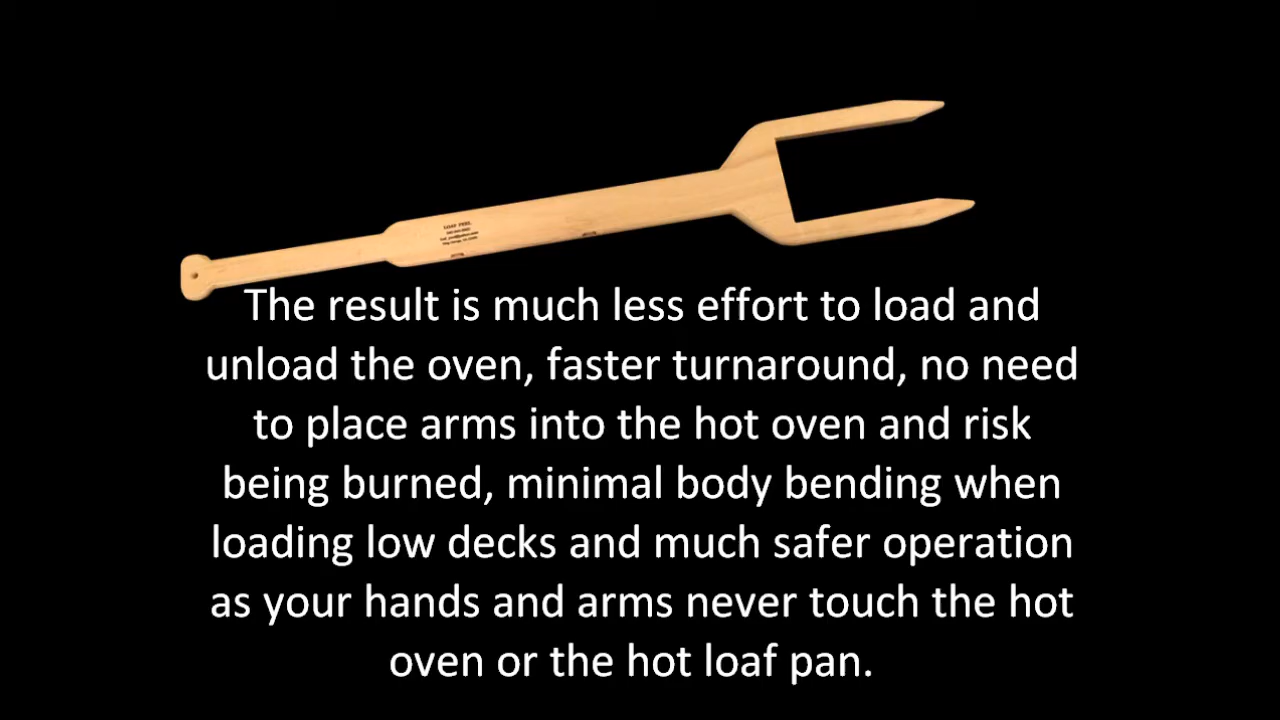 LOAF PEEL
The result is much less effort to load and
unload the oven, faster turnaround, no need
to place arms into the hot oven and risk
being burned, minimal body bending when
loading low decks and much safer operation
as your hands and arms never touch the hot
oven or the hot loaf pan.